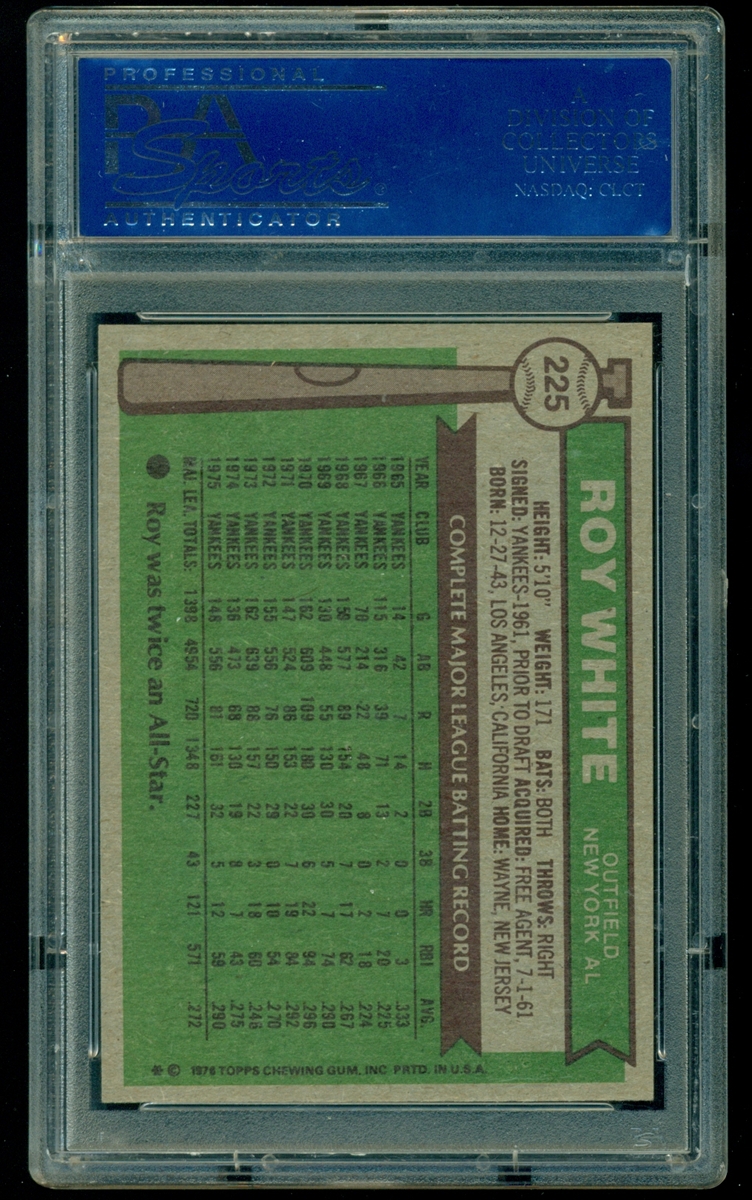 PROFESSIONAL
PSA
Sports®
AUTHENTICATOR
A
DIVISION OF
COLLECTORS
UNIVERSE
NASDAQ: CLCT
225
ROY WHITE
OUTFIELD
NEW YORK AL
HEIGHT: 5'10" WEIGHT: 171 BATS: BOTH THROWS: RIGHT
SIGNED: YANKEES-1961, PRIOR TO DRAFT ACQUIRED: FREE AGENT, 7-1-61
BORN: 12-27-43, LOS ANGELES, CALIFORNIA HOME: WAYNE, NEW JERSEY
COMPLETE MAJOR LEAGUE BATTING RECORD
YEAR CLUB G AB R H 2B 3B HR RBI AVG.
1965 YANKEES 14 42 7 14 2 0 0 3 .333
1966 YANKEES 115 316 39 71 13 2 7 20 .225
1967 YANKEES 70 214 22 48 8 0 2 18 .224
1968 YANKEES 159 577 89 154 20 7 17 62 .267
1969 YANKEES 130 448 55 130 30 5 7 74 .290
1970 YANKEES 162 609 109 180 30 6 22 94 .296
1971 YANKEES 147 524 86 153 22 7 19 84 .292
1972 YANKEES 155 556 76 150 29 0 10 54 .270
1973 YANKEES 162 639 88 157 22 3 18 60 .246
1974 YANKEES 136 473 68 130 19 8 7 43 .275
1975 YANKEES 146 556 81 161 32 5 12 59 .290
MAJ. LEA. TOTALS: 1398 4954 720 1348 227 43 121 571 .272
Roy was twice an All-Star.
✻ © 1976 TOPPS CHEWING GUM, INC PRTD. IN U.S.A.